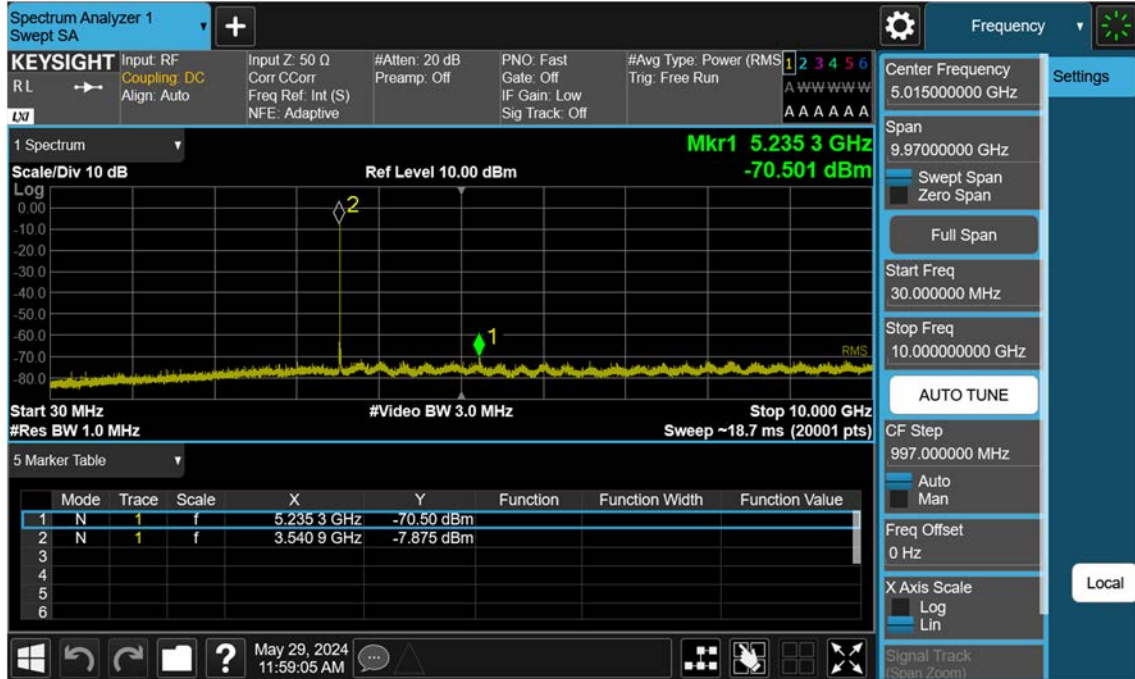 Spectrum Analyzer 1
Swept SA
+
Frequency
KEYSIGHT
R L
LXI
Input: RF
Coupling: DC
Align: Auto
Input Z: 50 Ω
Corr CCorr
Freq Ref: Int (S)
NFE: Adaptive
#Atten: 20 dB
Preamp: Off
PNO: Fast
Gate: Off
IF Gain: Low
Sig Track: Off
#Avg Type: Power (RMS
Trig: Free Run
1 2 3 4 5 6
A W W W W W
A A A A A A
1 Spectrum
Mkr1 5.235 3 GHz
-70.501 dBm
Scale/Div 10 dB
Ref Level 10.00 dBm
Log
0.00
-10.0
-20.0
-30.0
-40.0
-50.0
-60.0
-70.0
-80.0
2
1
RMS
Start 30 MHz
#Video BW 3.0 MHz
Stop 10.000 GHz
#Res BW 1.0 MHz
Sweep ~18.7 ms (20001 pts)
5 Marker Table
Mode Trace Scale X Y Function Function Width Function Value
1 N 1 f 5.235 3 GHz -70.50 dBm
2 N 1 f 3.540 9 GHz -7.875 dBm
3
4
5
6
?
May 29, 2024
11:59:05 AM
Center Frequency
5.015000000 GHz
Settings
Span
9.97000000 GHz
Swept Span
Zero Span
Full Span
Start Freq
30.000000 MHz
Stop Freq
10.000000000 GHz
AUTO TUNE
CF Step
997.000000 MHz
Auto
Man
Freq Offset
0 Hz
X Axis Scale
Log
Lin
Local
Signal Track
(Span Zoom)